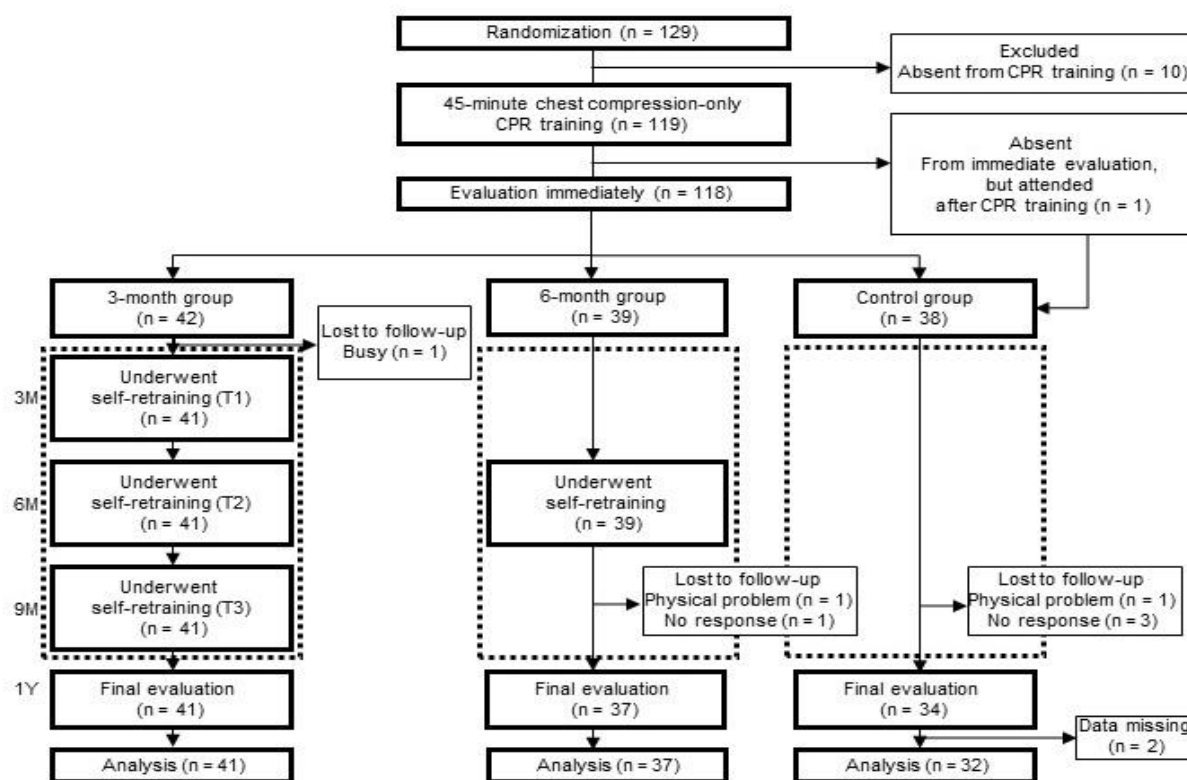 Randomization (n = 129)
Excluded
Absent from CPR training (n = 10)
45-minute chest compression-only
CPR training (n = 119)
Absent
From immediate evaluation,
but attended
after CPR training (n = 1)
Evaluation immediately (n = 118)
3-month group
(n = 42)
6-month group
(n = 39)
Control group
(n = 38)
Lost to follow-up
Busy (n = 1)
3M
Underwent
self-retraining (T1)
(n = 41)
6M
Underwent
self-retraining (T2)
(n = 41)
Underwent
self-retraining
(n = 39)
9M
Underwent
self-retraining (T3)
(n = 41)
Lost to follow-up
Physical problem (n = 1)
No response (n = 1)
Lost to follow-up
Physical problem (n = 1)
No response (n = 3)
1Y
Final evaluation
(n = 41)
Final evaluation
(n = 37)
Final evaluation
(n = 34)
Data missing
(n = 2)
Analysis (n = 41)
Analysis (n = 37)
Analysis (n = 32)